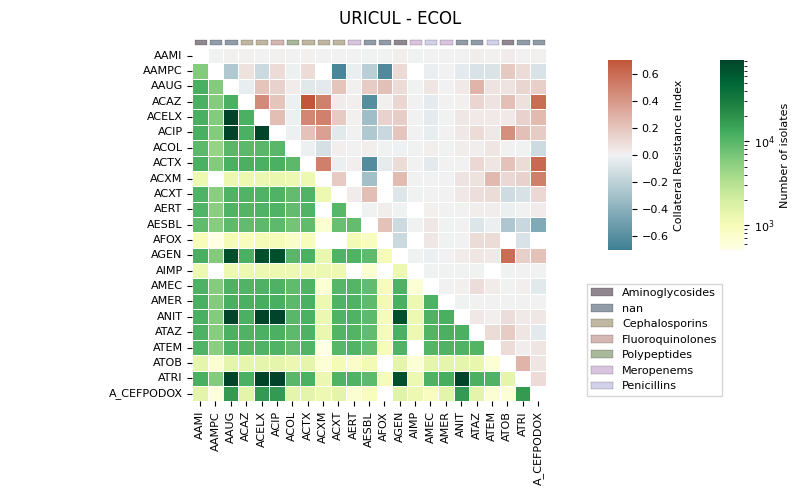 URICUL - ECOL
AAMI
AAMPC
AAUG
ACAZ
ACELX
ACIP
ACOL
ACTX
ACXM
ACXT
AERT
AESBL
AFOX
AGEN
AIMP
AMEC
AMER
ANIT
ATAZ
ATEM
ATOB
ATRI
A_CEFPODOX
AAMI
AAMPC
AAUG
ACAZ
ACELX
ACIP
ACOL
ACTX
ACXM
ACXT
AERT
AESBL
AFOX
AGEN
AIMP
AMEC
AMER
ANIT
ATAZ
ATEM
ATOB
ATRI
A_CEFPODOX
0.6
0.4
0.2
0.0
−0.2
−0.4
−0.6
Collateral Resistance Index
10⁴
10³
Number of isolates
Aminoglycosides
nan
Cephalosporins
Fluoroquinolones
Polypeptides
Meropenems
Penicillins